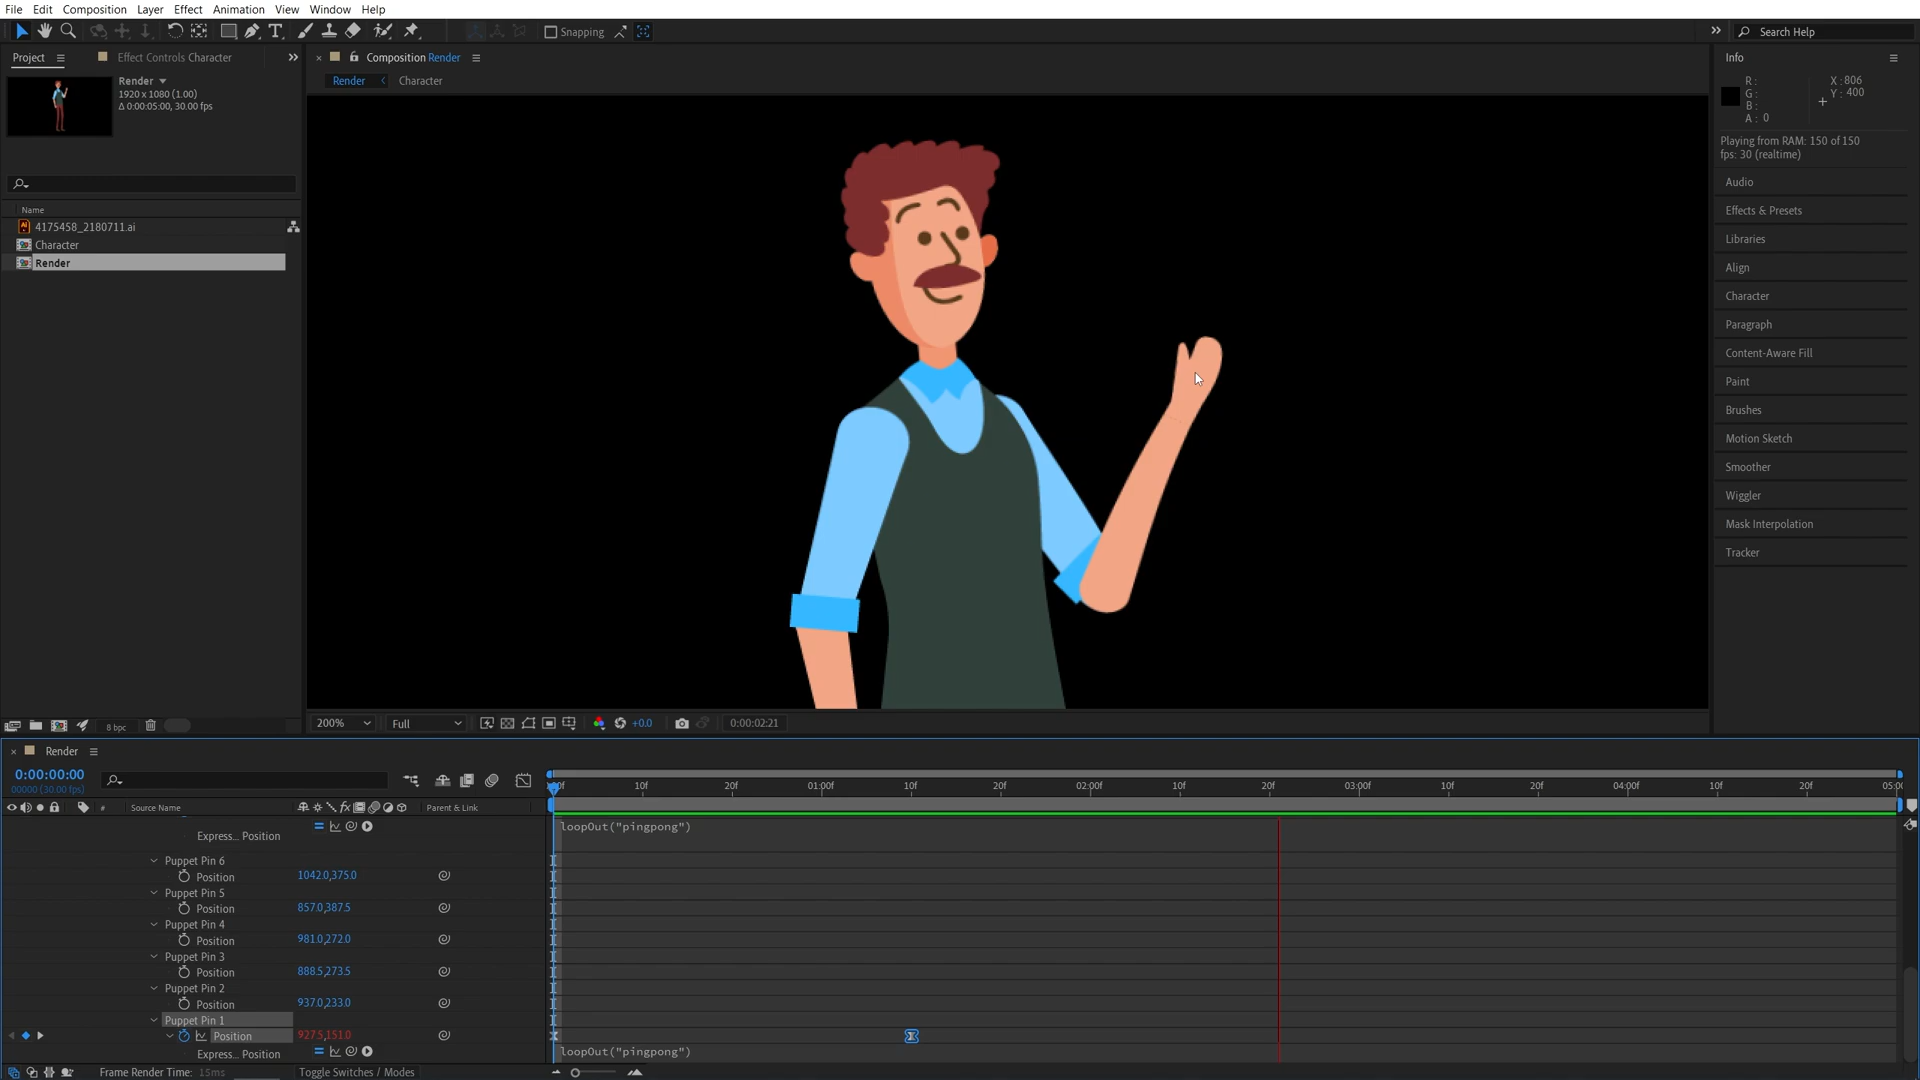 File Edit Composition Layer Effect Animation View Window Help
Snapping Search Help
Project Effect Controls Character Composition Render Info
Render Render Character
1920 x 1080 (1.00)
Δ 0:00:05:00, 30.00 fps
R: X: 806
G: Y: 400
B:
A: 0
Playing from RAM: 150 of 150
fps: 30 (realtime)
Audio
Name
Effects & Presets
4175458_2180711.ai
Libraries
Character
Render
Align
Character
Paragraph
Content-Aware Fill
Paint
Brushes
Motion Sketch
Smoother
Wiggler
Mask Interpolation
Tracker
8 bpc 200% Full +0.0 0:00:02:21
Render
0:00:00:00
00000 (30.00 fps)
10f 20f 01:00f 10f 20f 02:00f 10f 20f 03:00f 10f 20f 04:00f 10f 20f
# Source Name Parent & Link
loopOut("pingpong")
Express... Position
Puppet Pin 6
Position 1042.0,375.0
Puppet Pin 5
Position 857.0,387.5
Puppet Pin 4
Position 981.0,272.0
Puppet Pin 3
Position 888.5,273.5
Puppet Pin 2
Position 937.0,233.0
Puppet Pin 1
Position 927.5,151.0
Express... Position loopOut("pingpong")
Frame Render Time: 15ms Toggle Switches / Modes